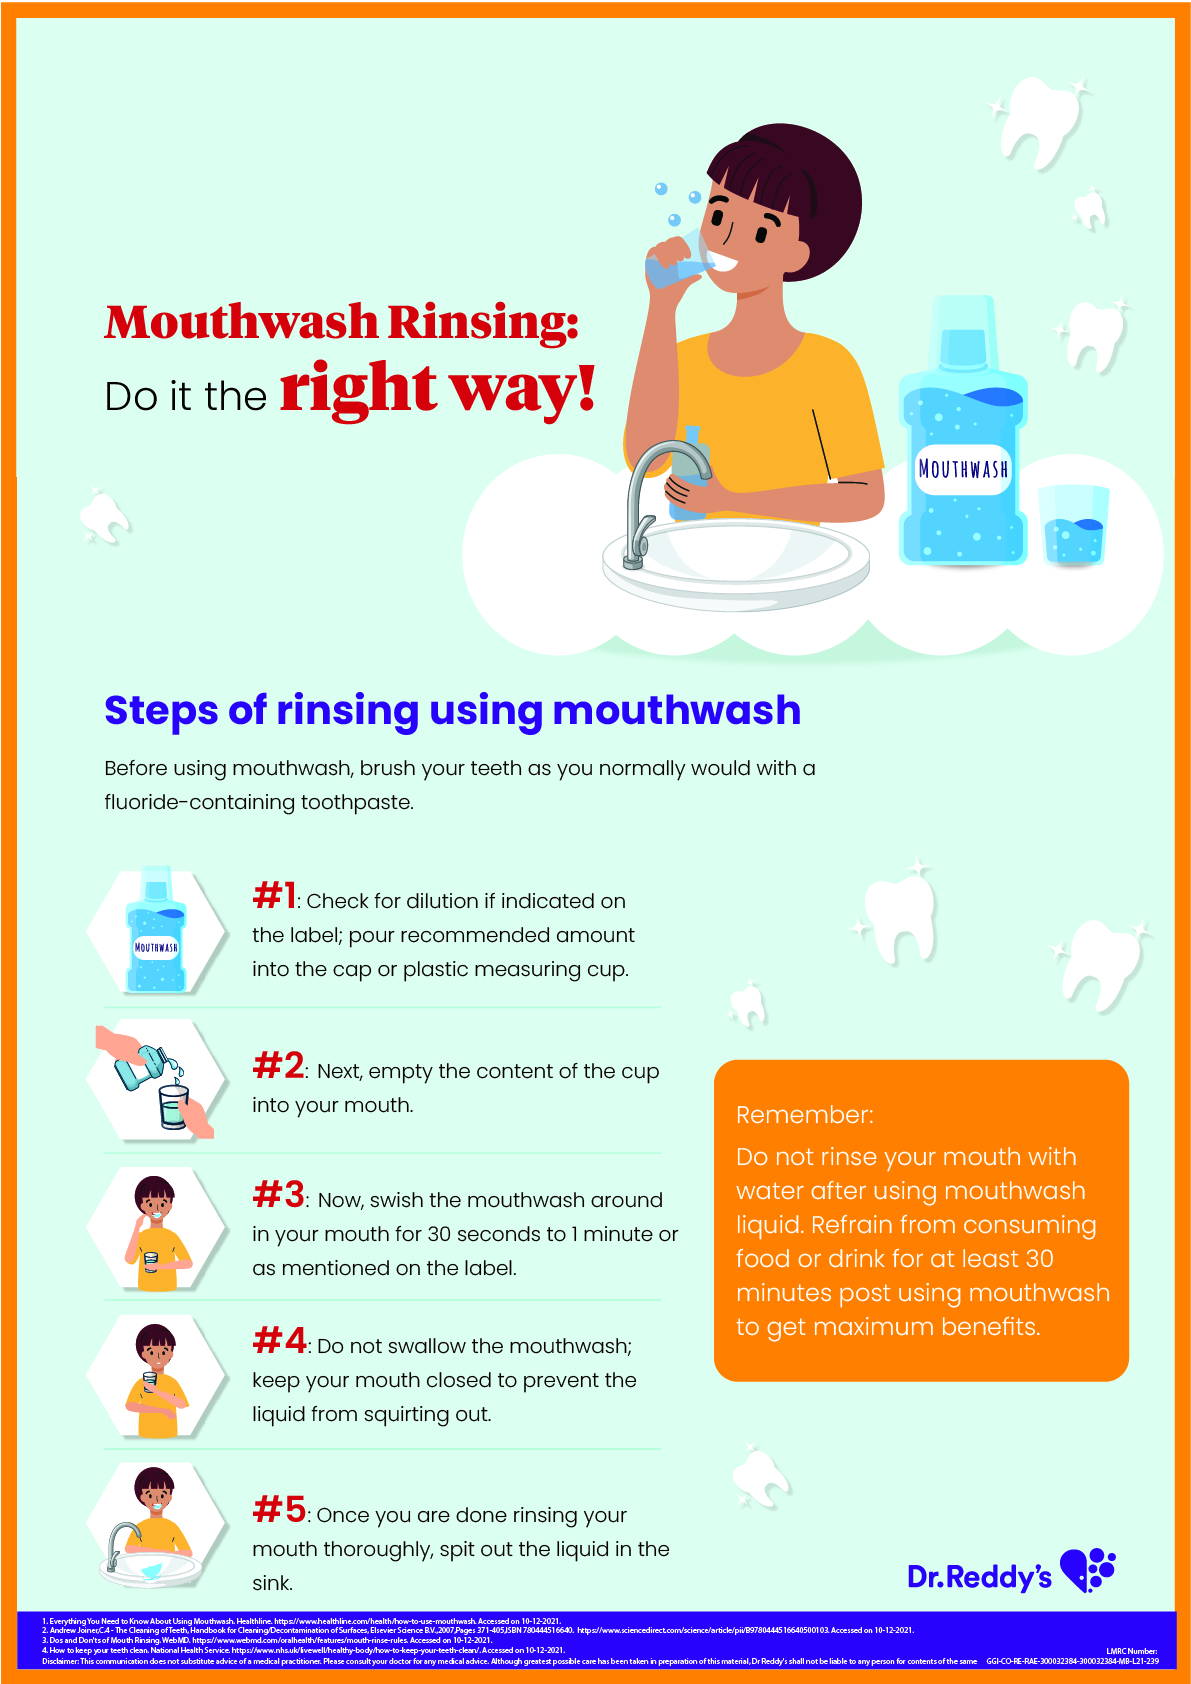 Mouthwash Rinsing:
Do it the right way!
MOUTHWASH
Steps of rinsing using mouthwash
Before using mouthwash, brush your teeth as you normally would with a
fluoride-containing toothpaste.
MOUTHWASH
#1: Check for dilution if indicated on
the label; pour recommended amount
into the cap or plastic measuring cup.
#2: Next, empty the content of the cup
into your mouth.
#3: Now, swish the mouthwash around
in your mouth for 30 seconds to 1 minute or
as mentioned on the label.
#4: Do not swallow the mouthwash;
keep your mouth closed to prevent the
liquid from squirting out.
#5: Once you are done rinsing your
mouth thoroughly, spit out the liquid in the
sink.
Remember:
Do not rinse your mouth with
water after using mouthwash
liquid. Refrain from consuming
food or drink for at least 30
minutes post using mouthwash
to get maximum benefits.
Dr.Reddy's
1. Everything You Need to Know About Using Mouthwash. Healthline. https://www.healthline.com/health/how-to-use-mouthwash. Accessed on 10-12-2021.
2. Andrew Joiner,C.4 - The Cleaning of Teeth, Handbook for Cleaning/Decontamination of Surfaces, Elsevier Science B.V.,2007,Pages 371-405,ISBN 780444516640. https://www.sciencedirect.com/science/article/pii/B9780444516640500103. Accessed on 10-12-2021.
3. Dos and Don'ts of Mouth Rinsing. WebMD. https://www.webmd.com/oralhealth/features/mouth-rinse-rules. Accessed on 10-12-2021.
4. How to keep your teeth clean. National Health Service. https://www.nhs.uk/livewell/healthy-body/how-to-keep-your-teeth-clean/. Accessed on 10-12-2021.
LMRC Number:
Disclaimer: This communication does not substitute advice of a medical practitioner. Please consult your doctor for any medical advice. Although greatest possible care has been taken in preparation of this material, Dr Reddy's shall not be liable to any person for contents of the same
GGI-CO-RE-RAE-300032384-300032384-MB-L21-239